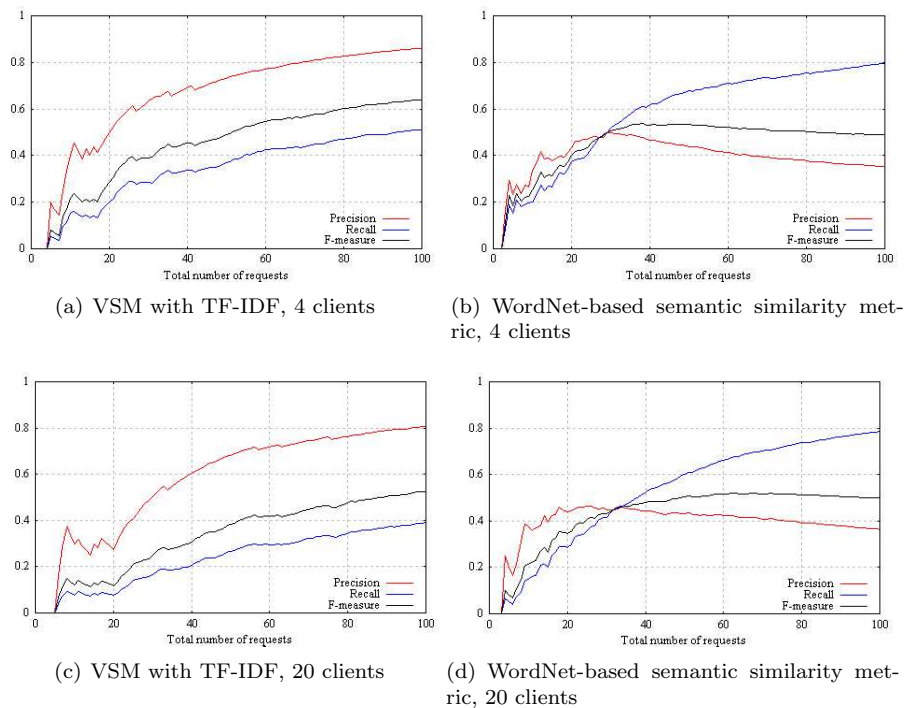 1
0.8
0.6
0.4
0.2
0
0 20 40 60 80 100
Total number of requests
Precision
Recall
F-measure
(a) VSM with TF-IDF, 4 clients
1
0.8
0.6
0.4
0.2
0
0 20 40 60 80 100
Total number of requests
Precision
Recall
F-measure
(b) WordNet-based semantic similarity met-
ric, 4 clients
1
0.8
0.6
0.4
0.2
0
0 20 40 60 80 100
Total number of requests
Precision
Recall
F-measure
(c) VSM with TF-IDF, 20 clients
1
0.8
0.6
0.4
0.2
0
0 20 40 60 80 100
Total number of requests
Precision
Recall
F-measure
(d) WordNet-based semantic similarity met-
ric, 20 clients